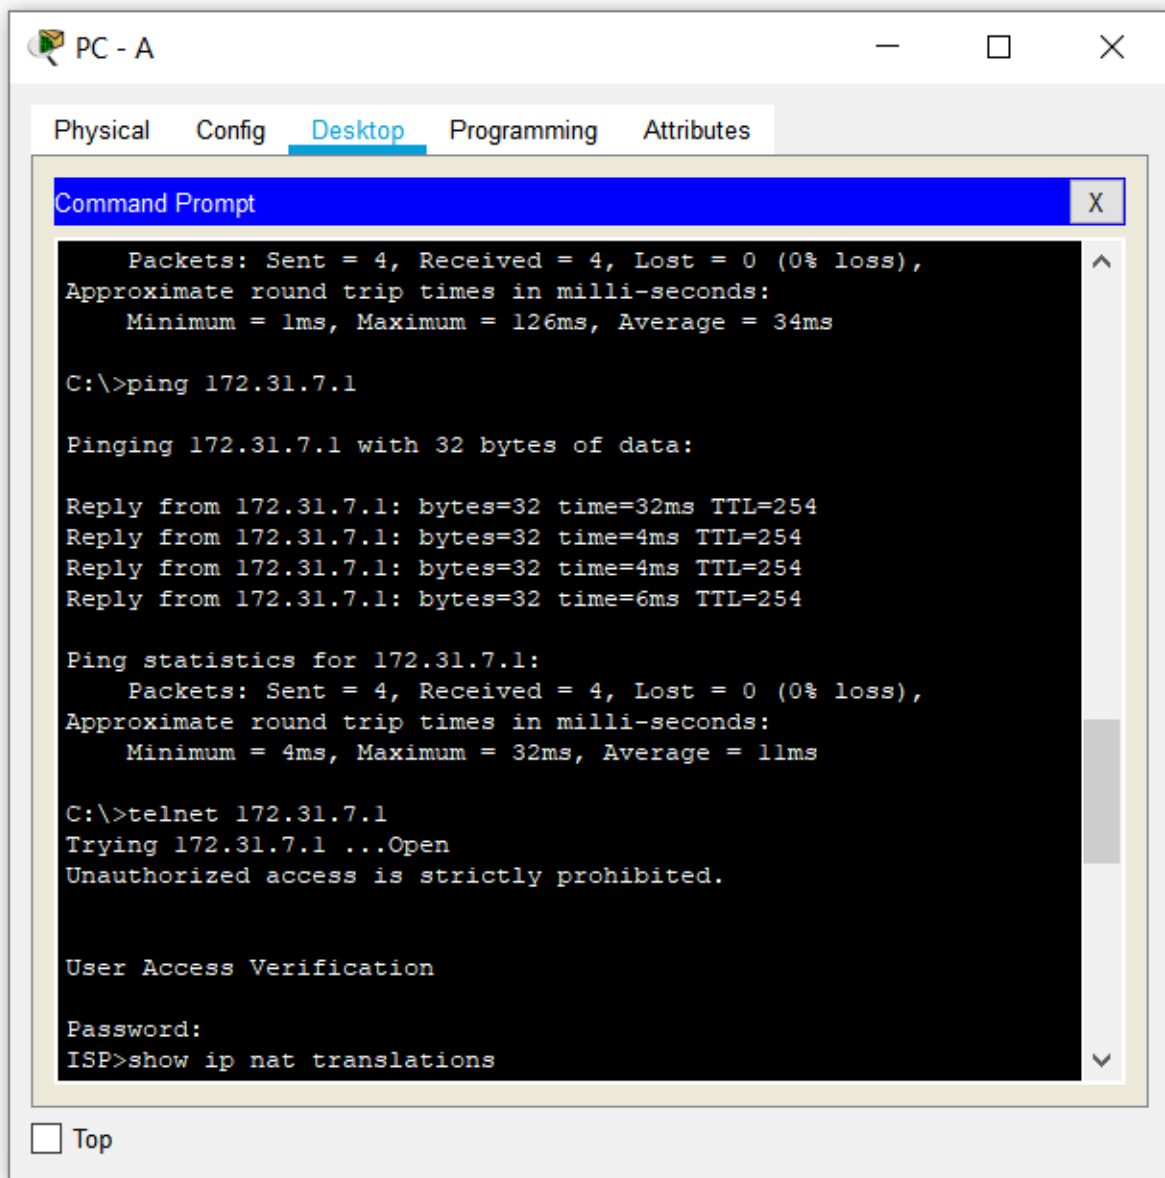 PC - A
Physical Config Desktop Programming Attributes
Command Prompt X
Packets: Sent = 4, Received = 4, Lost = 0 (0% loss),
Approximate round trip times in milli-seconds:
Minimum = 1ms, Maximum = 126ms, Average = 34ms
C:\>ping 172.31.7.1
Pinging 172.31.7.1 with 32 bytes of data:
Reply from 172.31.7.1: bytes=32 time=32ms TTL=254
Reply from 172.31.7.1: bytes=32 time=4ms TTL=254
Reply from 172.31.7.1: bytes=32 time=4ms TTL=254
Reply from 172.31.7.1: bytes=32 time=6ms TTL=254
Ping statistics for 172.31.7.1:
Packets: Sent = 4, Received = 4, Lost = 0 (0% loss),
Approximate round trip times in milli-seconds:
Minimum = 4ms, Maximum = 32ms, Average = 11ms
C:\>telnet 172.31.7.1
Trying 172.31.7.1 ...Open
Unauthorized access is strictly prohibited.
User Access Verification
Password:
ISP>show ip nat translations
Top